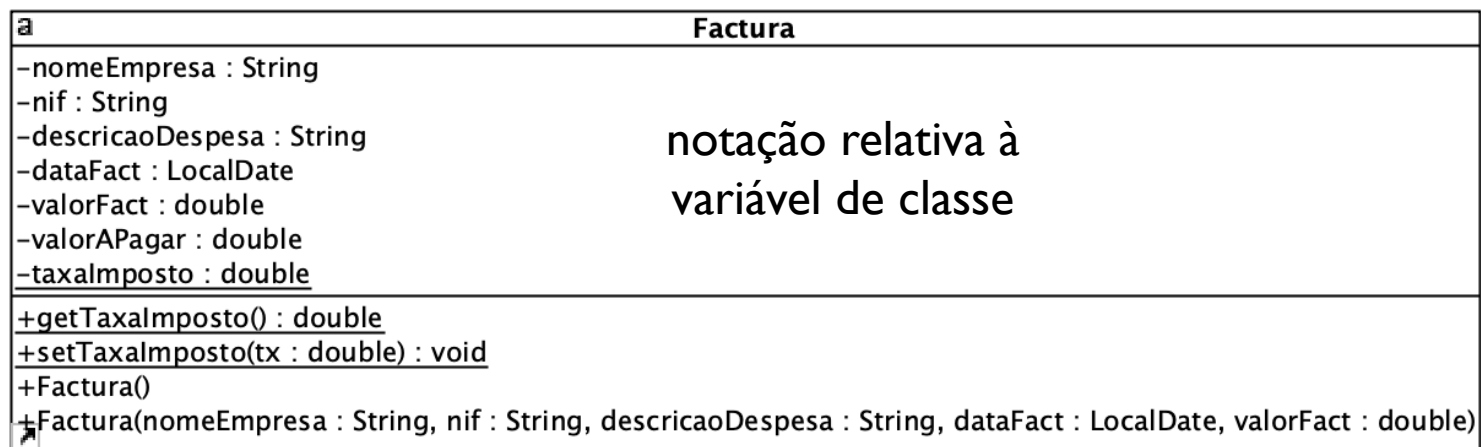 a
Factura
-nomeEmpresa : String
-nif : String
-descricaoDespesa : String
-dataFact : LocalDate
-valorFact : double
-valorAPagar : double
-taxaImposto : double
notação relativa à
variável de classe
+getTaxaImposto() : double
+setTaxaImposto(tx : double) : void
+Factura()
+Factura(nomeEmpresa : String, nif : String, descricaoDespesa : String, dataFact : LocalDate, valorFact : double)